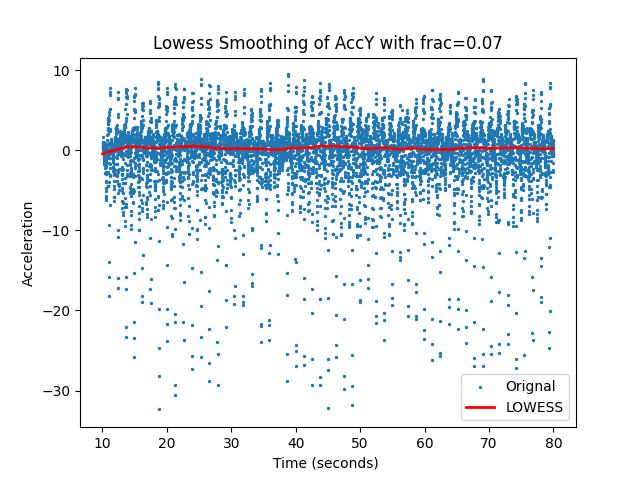 Lowess Smoothing of AccY with frac=0.07
10
0
−10
−20
−30
Acceleration
10 20 30 40 50 60 70 80
Time (seconds)
Orignal
LOWESS